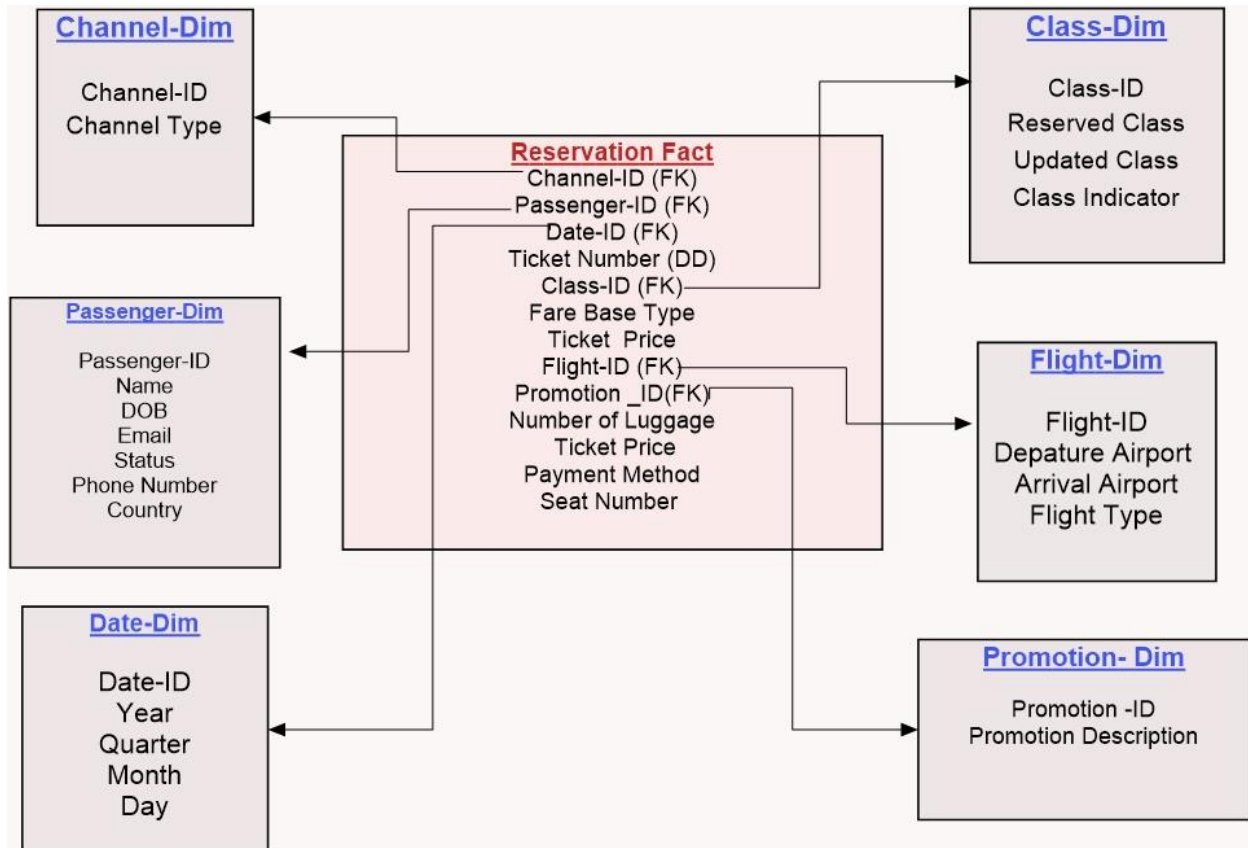 Channel-Dim
Channel-ID
Channel Type
Class-Dim
Class-ID
Reserved Class
Updated Class
Class Indicator
Reservation Fact
Channel-ID (FK)
Passenger-ID (FK)
Date-ID (FK)
Ticket Number (DD)
Class-ID (FK)
Fare Base Type
Ticket Price
Flight-ID (FK)
Promotion _ID(FK)
Number of Luggage
Ticket Price
Payment Method
Seat Number
Passenger-Dim
Passenger-ID
Name
DOB
Email
Status
Phone Number
Country
Flight-Dim
Flight-ID
Depature Airport
Arrival Airport
Flight Type
Date-Dim
Date-ID
Year
Quarter
Month
Day
Promotion- Dim
Promotion -ID
Promotion Description